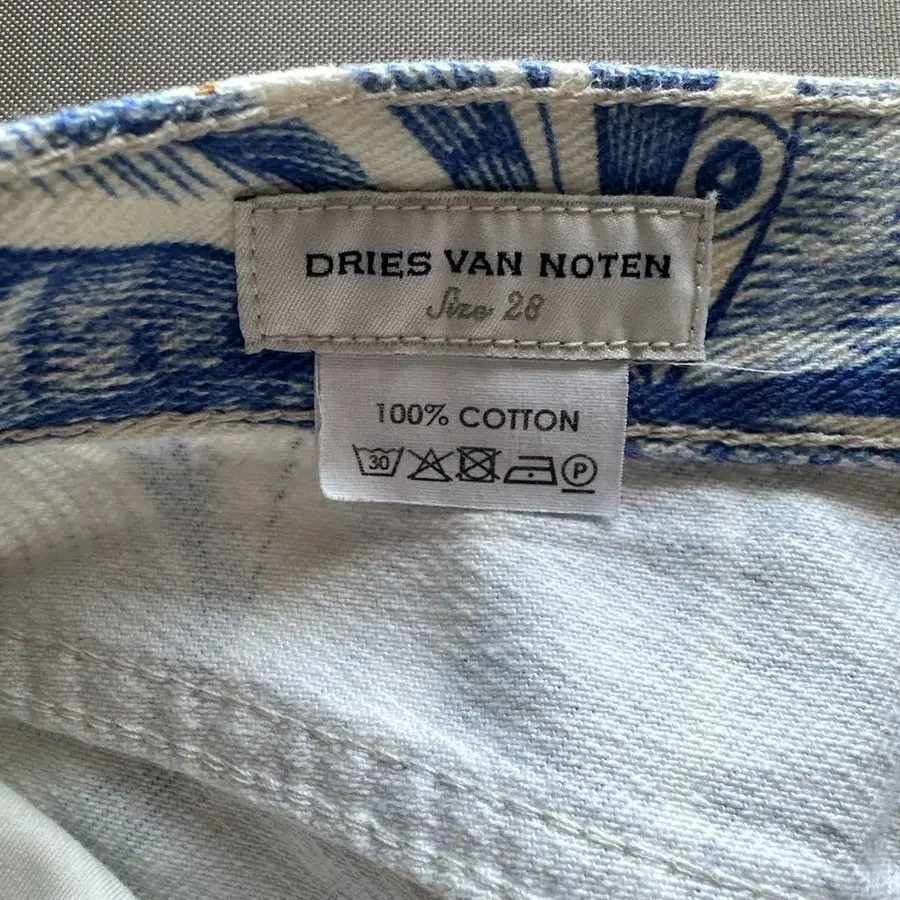 DRIES VAN NOTEN
Size 28
100% COTTON
30 P